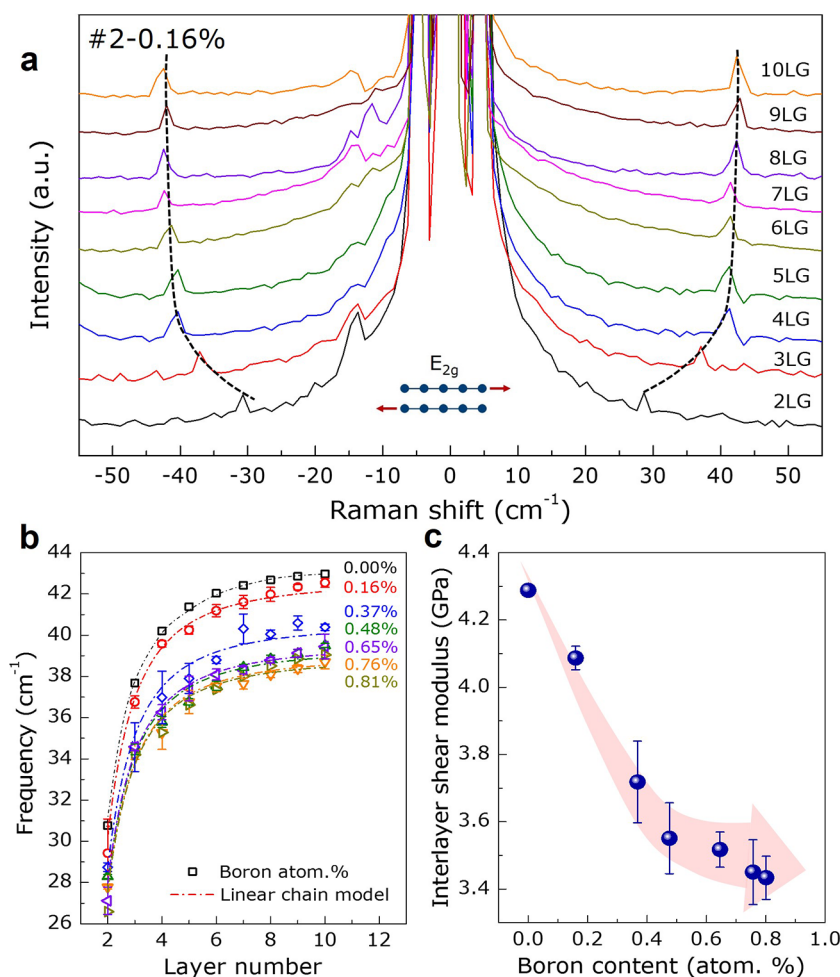 #2-0.16%
a
Intensity (a.u.)
10LG
9LG
8LG
7LG
6LG
5LG
4LG
3LG
2LG
E2g
-50 -40 -30 -20 -10 0 10 20 30 40 50
Raman shift (cm-1)
b
Frequency (cm-1)
44
43
42
40
38
36
34
31
30
28
26
0.00%
0.16%
0.37%
0.48%
0.65%
0.76%
0.81%
Boron atom.%
Linear chain model
2 4 6 8 10 12
Layer number
c
Interlayer shear modulus (GPa)
4.4
4.2
4.0
3.8
3.6
3.4
0.0 0.2 0.4 0.6 0.8 1.0
Boron content (atom. %)